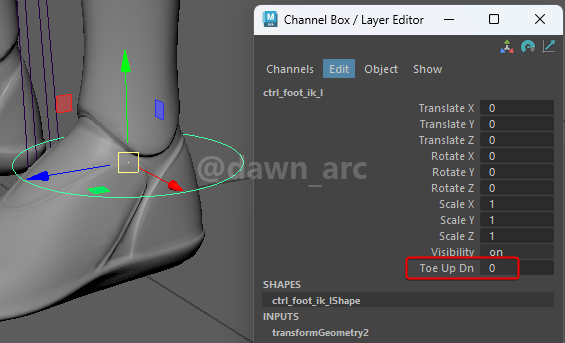 Channel Box / Layer Editor
Channels Edit Object Show
ctrl_foot_ik_l
Translate X 0
Translate Y 0
Translate Z 0
Rotate X 0
Rotate Y 0
Rotate Z 0
Scale X 1
Scale Y 1
Scale Z 1
Visibility on
Toe Up Dn 0
SHAPES
ctrl_foot_ik_lShape
INPUTS
transformGeometry2
@dawn_arc